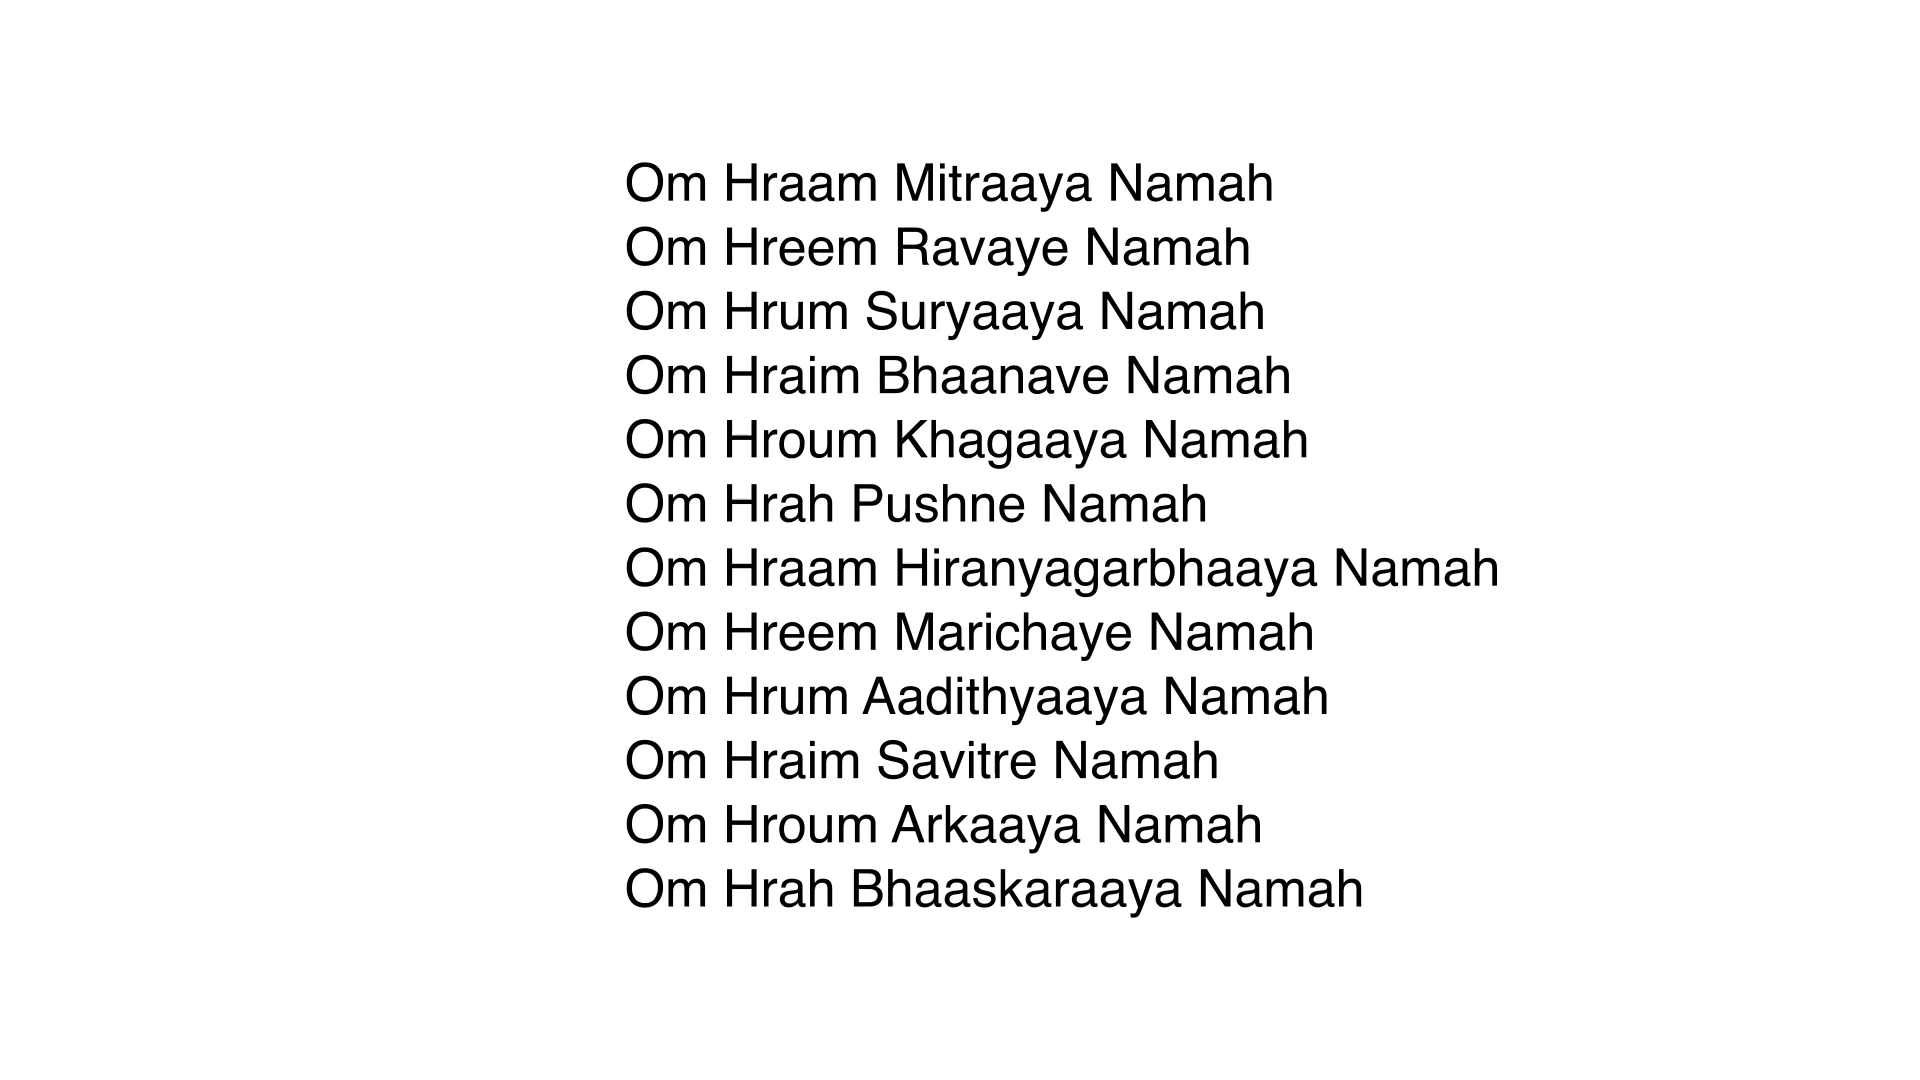 Om Hraam Mitraaya Namah
Om Hreem Ravaye Namah
Om Hrum Suryaaya Namah
Om Hraim Bhaanave Namah
Om Hroum Khagaaya Namah
Om Hrah Pushne Namah
Om Hraam Hiranyagarbhaaya Namah
Om Hreem Marichaye Namah
Om Hrum Aadithyaaya Namah
Om Hraim Savitre Namah
Om Hroum Arkaaya Namah
Om Hrah Bhaaskaraaya Namah